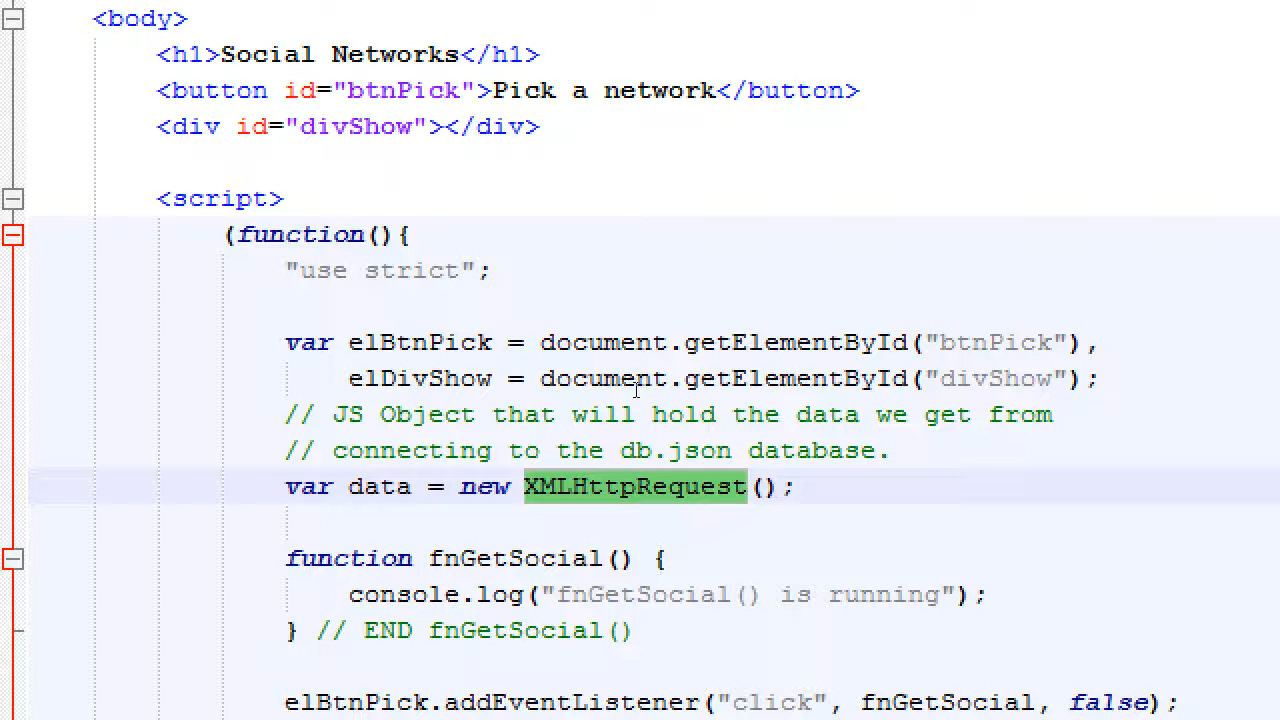 <body>
<h1>Social Networks</h1>
<button id="btnPick">Pick a network</button>
<div id="divShow"></div>
<script>
(function(){
"use strict";
var elBtnPick = document.getElementById("btnPick"),
elDivShow = document.getElementById("divShow");
// JS Object that will hold the data we get from
// connecting to the db.json database.
var data = new XMLHttpRequest();
function fnGetSocial() {
console.log("fnGetSocial() is running");
} // END fnGetSocial()
elBtnPick.addEventListener("click", fnGetSocial, false);